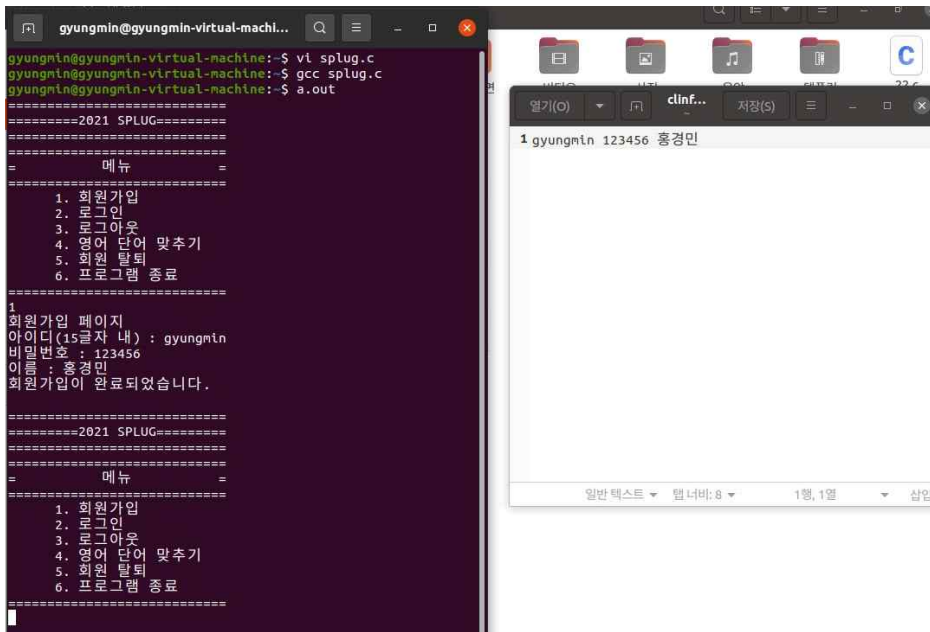 gyungmin@gyungmin-virtual-machi...
gyungmin@gyungmin-virtual-machine:~$ vi splug.c
gyungmin@gyungmin-virtual-machine:~$ gcc splug.c
gyungmin@gyungmin-virtual-machine:~$ a.out
============================
=========2021 SPLUG=========
============================
============================
= 메뉴 =
============================
1. 회원가입
2. 로그인
3. 로그아웃
4. 영어 단어 맞추기
5. 회원 탈퇴
6. 프로그램 종료
============================
1
회원가입 페이지
아이디(15글자 내) : gyungmin
비밀번호 : 123456
이름 : 홍경민
회원가입이 완료되었습니다.
============================
=========2021 SPLUG=========
============================
============================
= 메뉴 =
============================
1. 회원가입
2. 로그인
3. 로그아웃
4. 영어 단어 맞추기
5. 회원 탈퇴
6. 프로그램 종료
============================
C
열기(O) clinf... 저장(S)
~
1 gyungmin 123456 홍경민
일반 텍스트 탭 너비: 8 1행, 1열 삽입